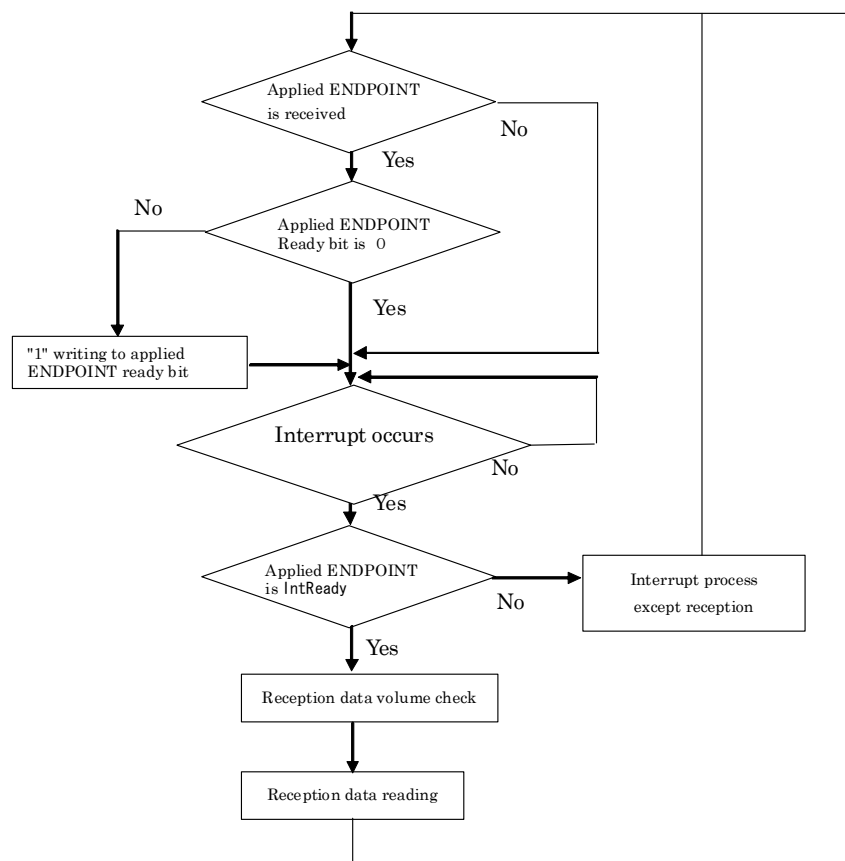 Applied ENDPOINT
is received
No
Yes
No
Applied ENDPOINT
Ready bit is 0
Yes
"1" writing to applied
ENDPOINT ready bit
Interrupt occurs
No
Yes
Applied ENDPOINT
is IntReady
No
Interrupt process
except reception
Yes
Reception data volume check
Reception data reading